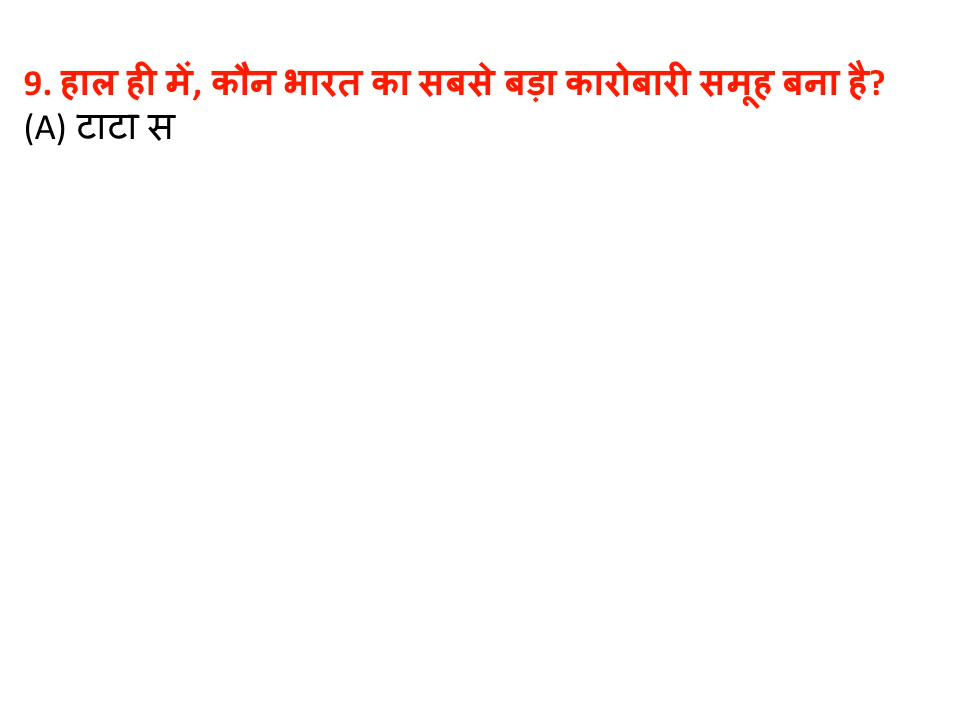 9. हाल ही में, कौन भारत का सबसे बड़ा कारोबारी समूह बना है?
(A) टाटा स